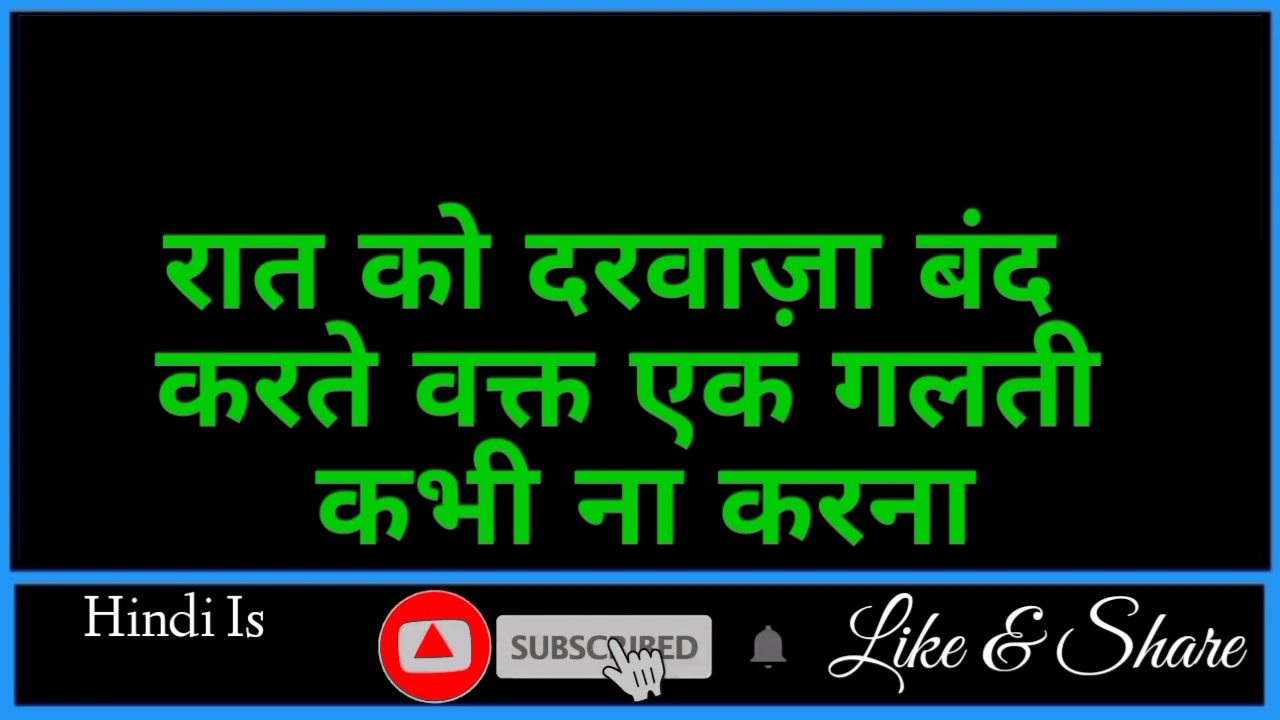 रात को दरवाज़ा बंद
करते वक्त एक गलती
कभी ना करना
Hindi Is
SUBSCRIBED
Like & Share